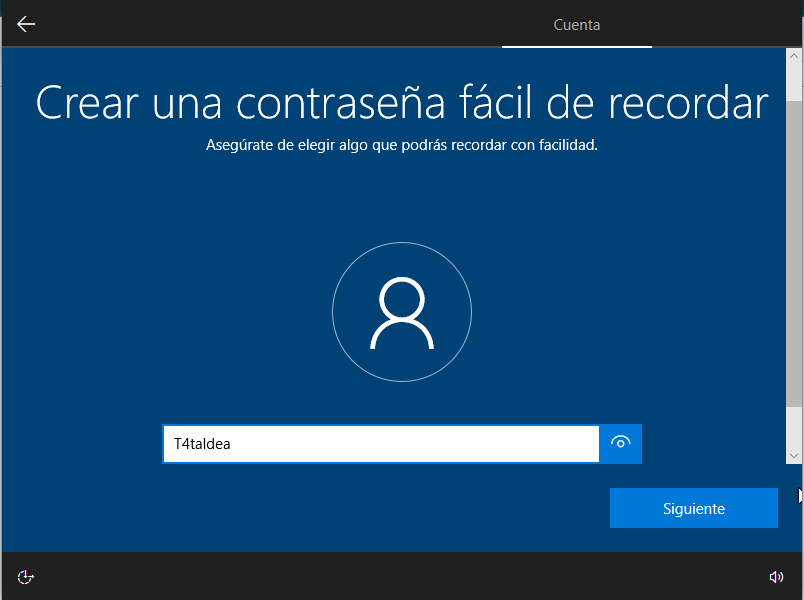 Cuenta
Crear una contraseña fácil de recordar
Asegúrate de elegir algo que podrás recordar con facilidad.
T4taldea
Siguiente